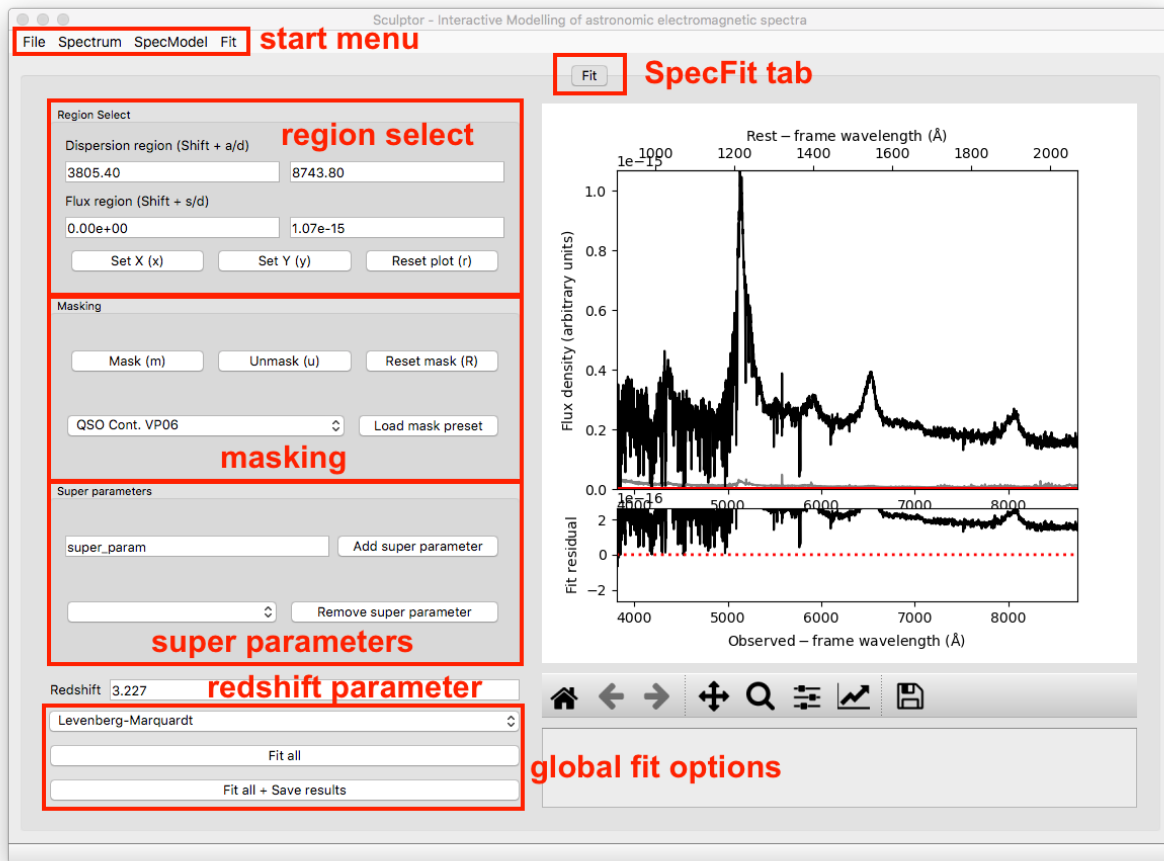 Sculptor - Interactive Modelling of astronomic electromagnetic spectra
File Spectrum SpecModel Fit start menu
Fit SpecFit tab
Region Select
region select
Dispersion region (Shift + a/d)
3805.40 8743.80
Flux region (Shift + s/d)
0.00e+00 1.07e-15
Set X (x) Set Y (y) Reset plot (r)
Masking
Mask (m) Unmask (u) Reset mask (R)
QSO Cont. VP06 Load mask preset
masking
Super parameters
super_param Add super parameter
Remove super parameter
super parameters
Redshift 3.227 redshift parameter
Levenberg-Marquardt
Fit all
Fit all + Save results
global fit options
Rest – frame wavelength (Å)
1000 1200 1400 1600 1800 2000
1e−15
1.0
0.8
0.6
0.4
0.2
0.0
Flux density (arbitrary units)
4000 5000 6000 7000 8000
1e−16
2
0
−2
Fit residual
4000 5000 6000 7000 8000
Observed – frame wavelength (Å)